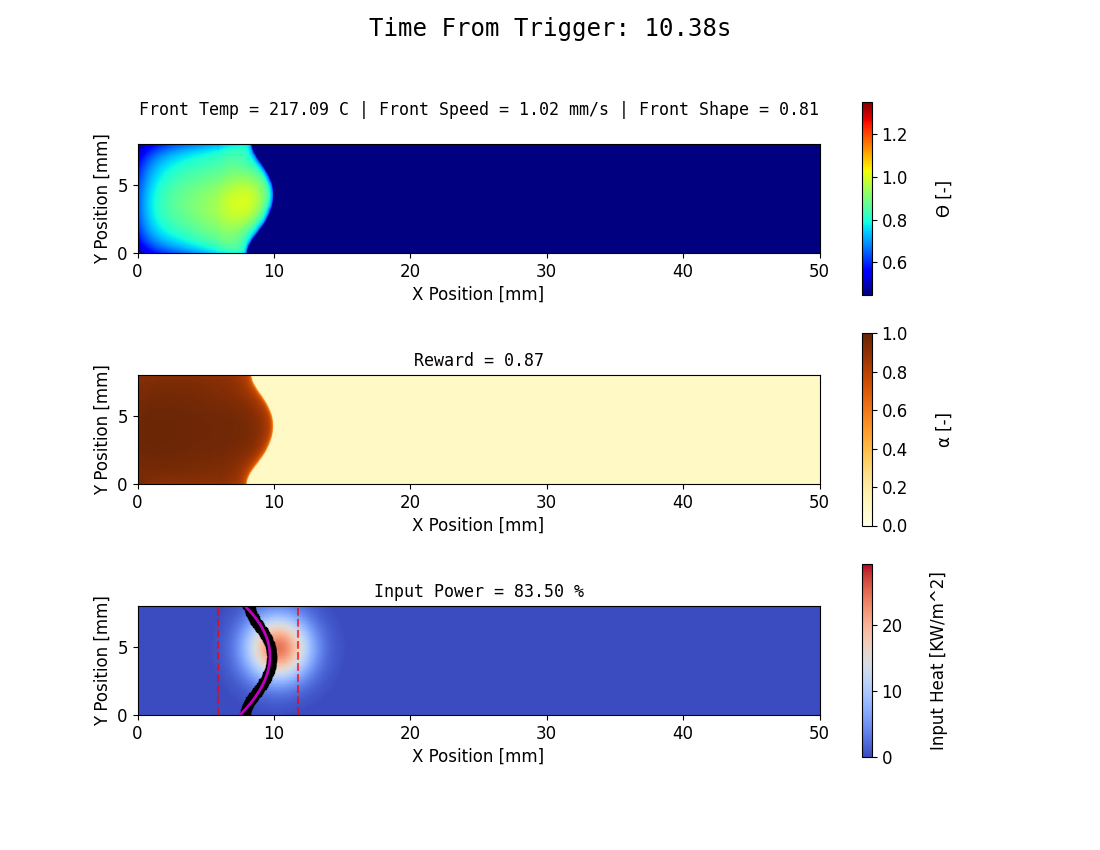 Time From Trigger: 10.38s
Front Temp = 217.09 C | Front Speed = 1.02 mm/s | Front Shape = 0.81
Y Position [mm]
5
0
0 10 20 30 40 50
X Position [mm]
1.2
1.0
0.8
0.6
Θ [-]
Reward = 0.87
Y Position [mm]
5
0
0 10 20 30 40 50
X Position [mm]
1.0
0.8
0.6
0.4
0.2
0.0
α [-]
Input Power = 83.50 %
Y Position [mm]
5
0
0 10 20 30 40 50
X Position [mm]
20
10
0
Input Heat [KW/m^2]